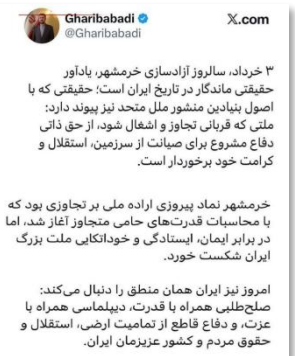 Gharibabadi
X.com
@Gharibabadi
۳ خرداد، سالروز آزادسازی خرمشهر، یادآور
حقیقتی ماندگار در تاریخ ایران است؛ حقیقتی که با
اصول بنیادین منشور ملل متحد نیز پیوند دارد:
ملتی که قربانی تجاوز و اشغال شود، از حق ذاتی
دفاع مشروع برای صیانت از سرزمین، استقلال و
کرامت خود برخوردار است.
خرمشهر نماد پیروزی اراده ملی بر تجاوزی بود که
با محاسبات قدرت‌های حامی متجاوز آغاز شد، اما
در برابر ایمان، ایستادگی و خوداتکایی ملت بزرگ
ایران شکست خورد.
امروز نیز ایران همان منطق را دنبال می‌کند:
صلح‌طلبی همراه با قدرت، دیپلماسی همراه با
عزت، و دفاع قاطع از تمامیت ارضی، استقلال و
حقوق مردم و کشور عزیزمان ایران.